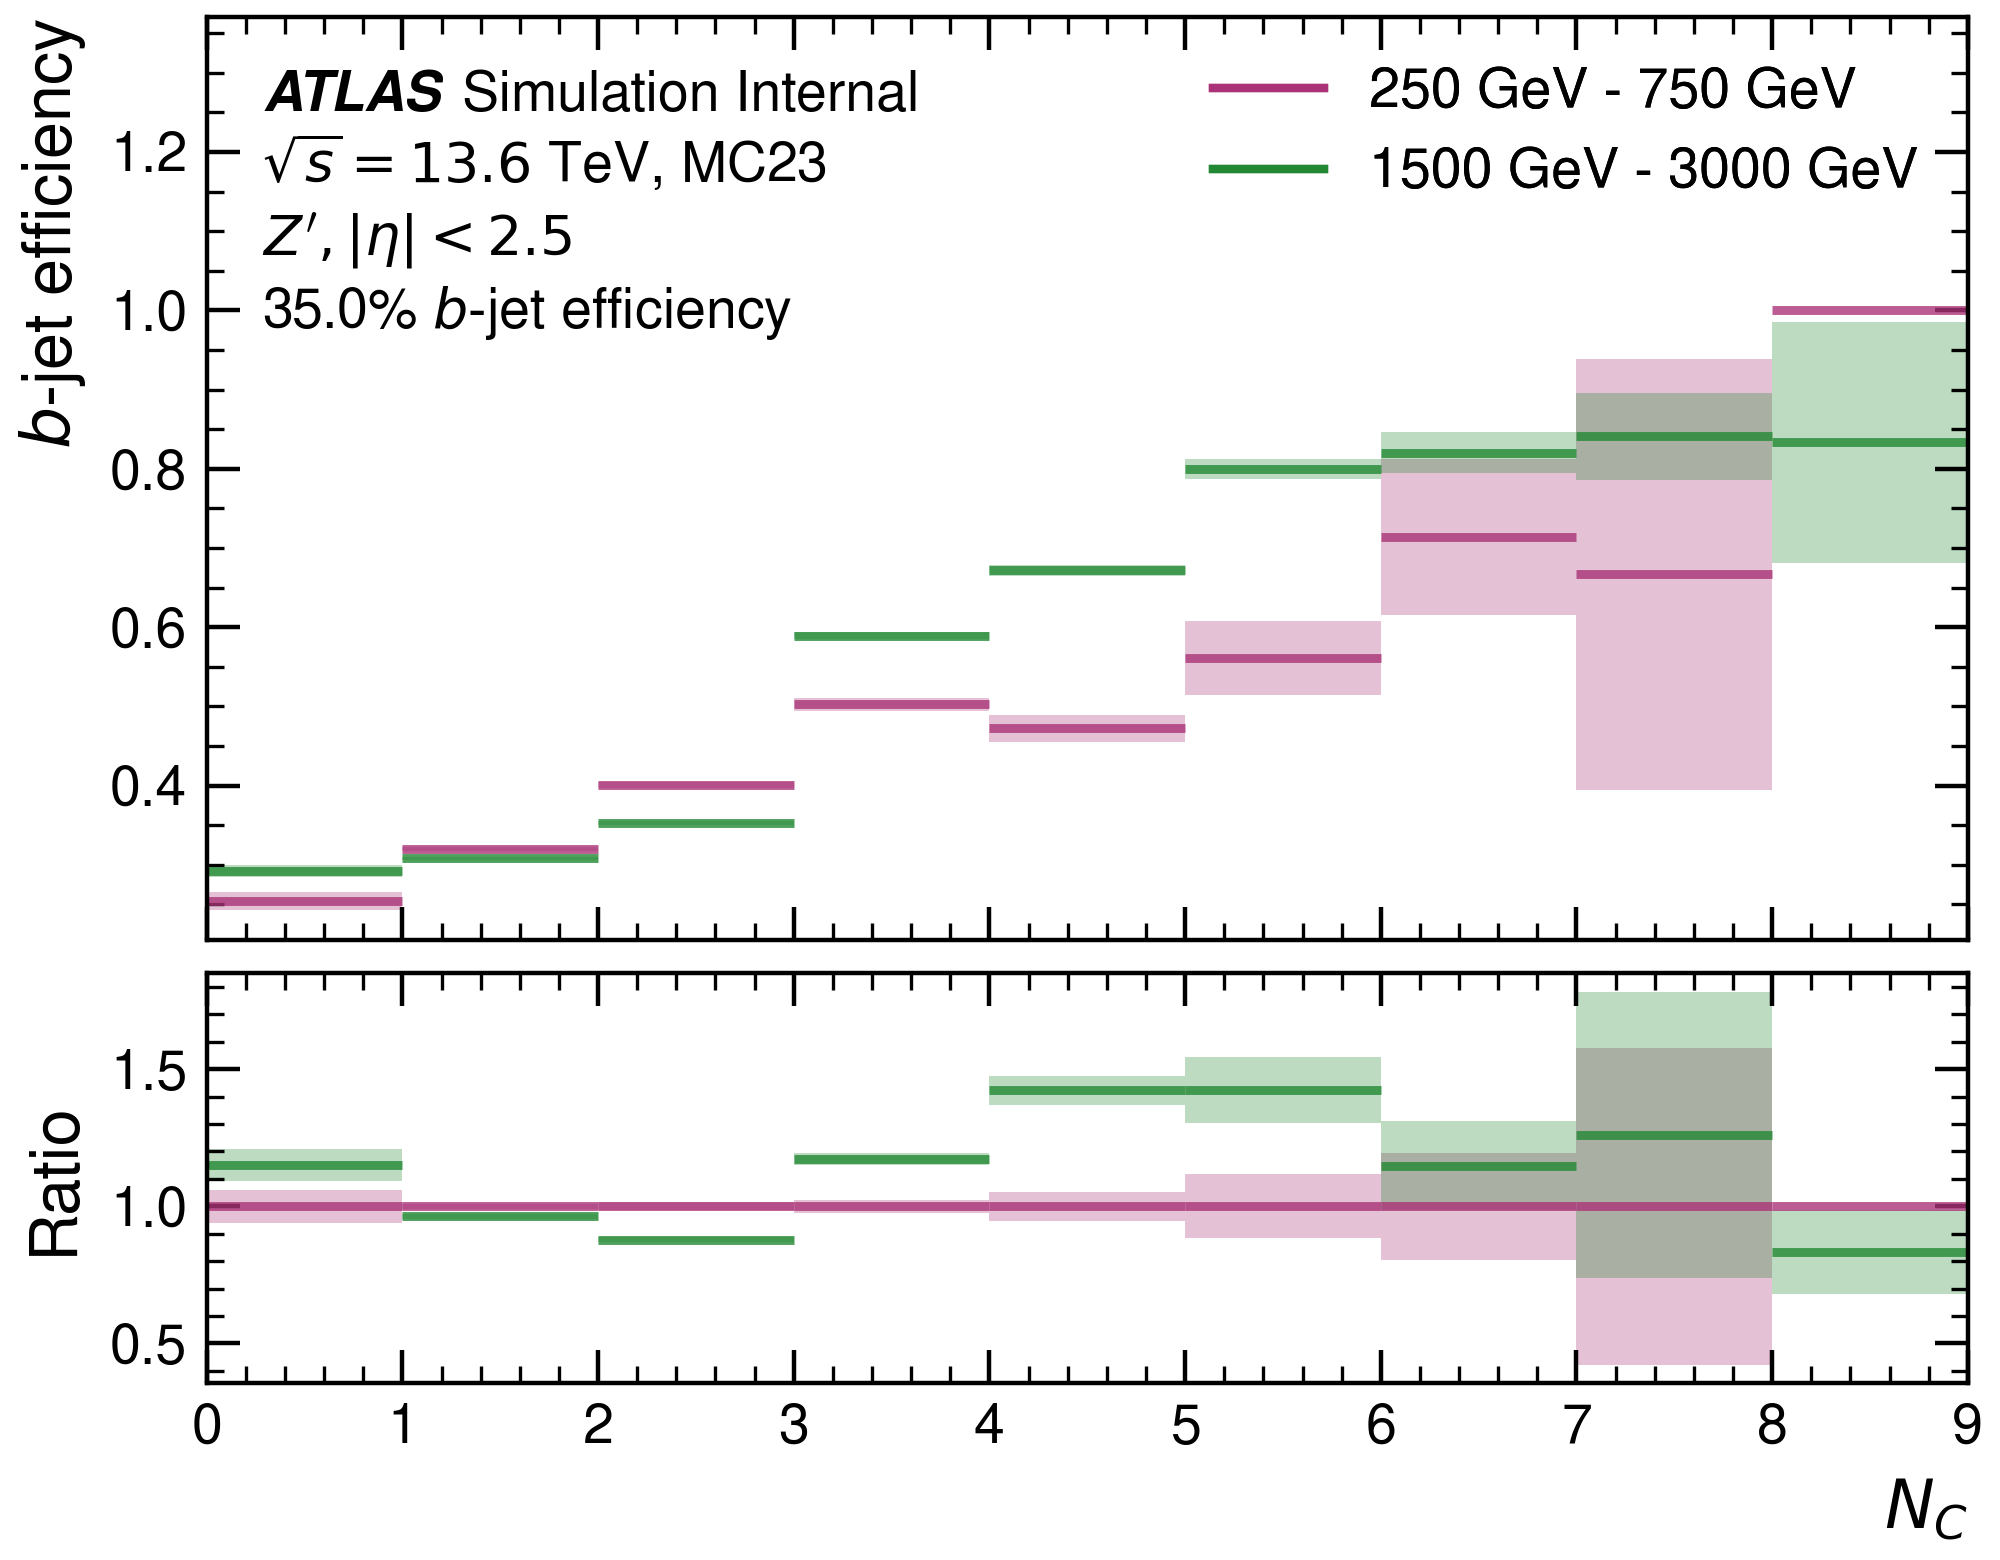 b-jet efficiency
ATLAS Simulation Internal
√s = 13.6 TeV, MC23
Z′, |η| < 2.5
35.0% b-jet efficiency
250 GeV - 750 GeV
1500 GeV - 3000 GeV
1.2
1.0
0.8
0.6
0.4
Ratio
1.5
1.0
0.5
0 1 2 3 4 5 6 7 8 9
N_C